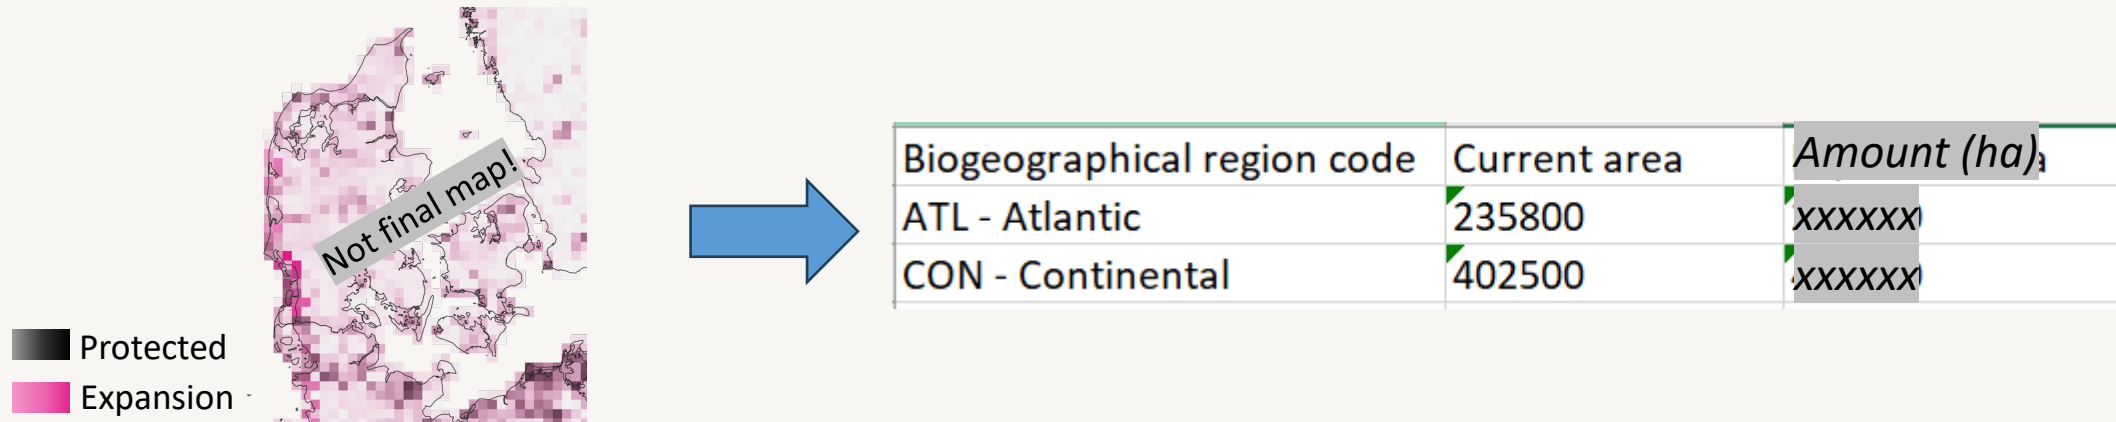 Not final map!
Protected
Expansion
Biogeographical region code Current area Amount (ha)
ATL - Atlantic 235800 xxxxxx
CON - Continental 402500 xxxxxx